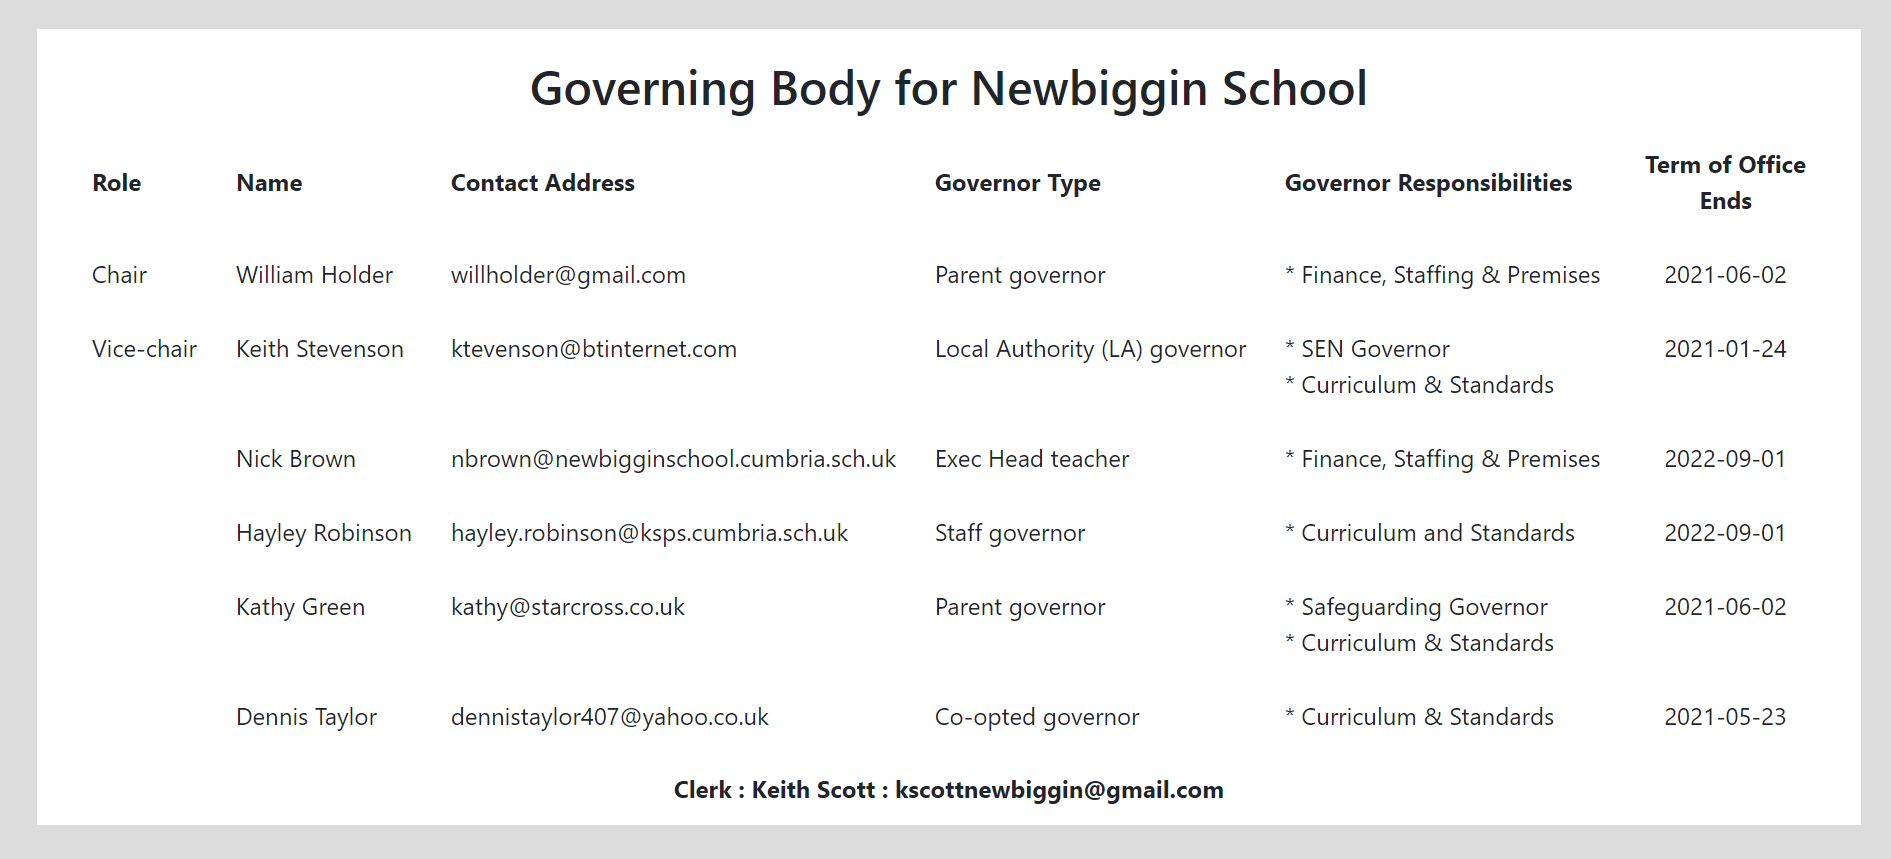 Governing Body for Newbiggin School
Role Name Contact Address Governor Type Governor Responsibilities Term of Office Ends
Chair William Holder willholder@gmail.com Parent governor * Finance, Staffing & Premises 2021-06-02
Vice-chair Keith Stevenson ktevenson@btinternet.com Local Authority (LA) governor * SEN Governor 2021-01-24
* Curriculum & Standards
Nick Brown nbrown@newbigginschool.cumbria.sch.uk Exec Head teacher * Finance, Staffing & Premises 2022-09-01
Hayley Robinson hayley.robinson@ksps.cumbria.sch.uk Staff governor * Curriculum and Standards 2022-09-01
Kathy Green kathy@starcross.co.uk Parent governor * Safeguarding Governor 2021-06-02
* Curriculum & Standards
Dennis Taylor dennistaylor407@yahoo.co.uk Co-opted governor * Curriculum & Standards 2021-05-23
Clerk : Keith Scott : kscottnewbiggin@gmail.com